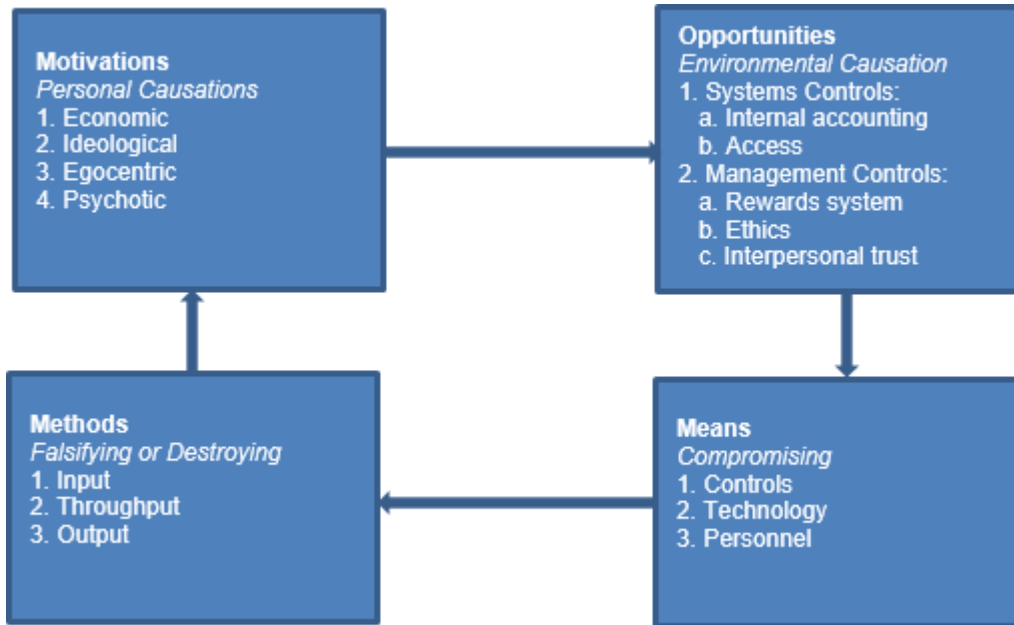 Motivations
Personal Causations
1. Economic
2. Ideological
3. Egocentric
4. Psychotic
Opportunities
Environmental Causation
1. Systems Controls:
a. Internal accounting
b. Access
2. Management Controls:
a. Rewards system
b. Ethics
c. Interpersonal trust
Methods
Falsifying or Destroying
1. Input
2. Throughput
3. Output
Means
Compromising
1. Controls
2. Technology
3. Personnel